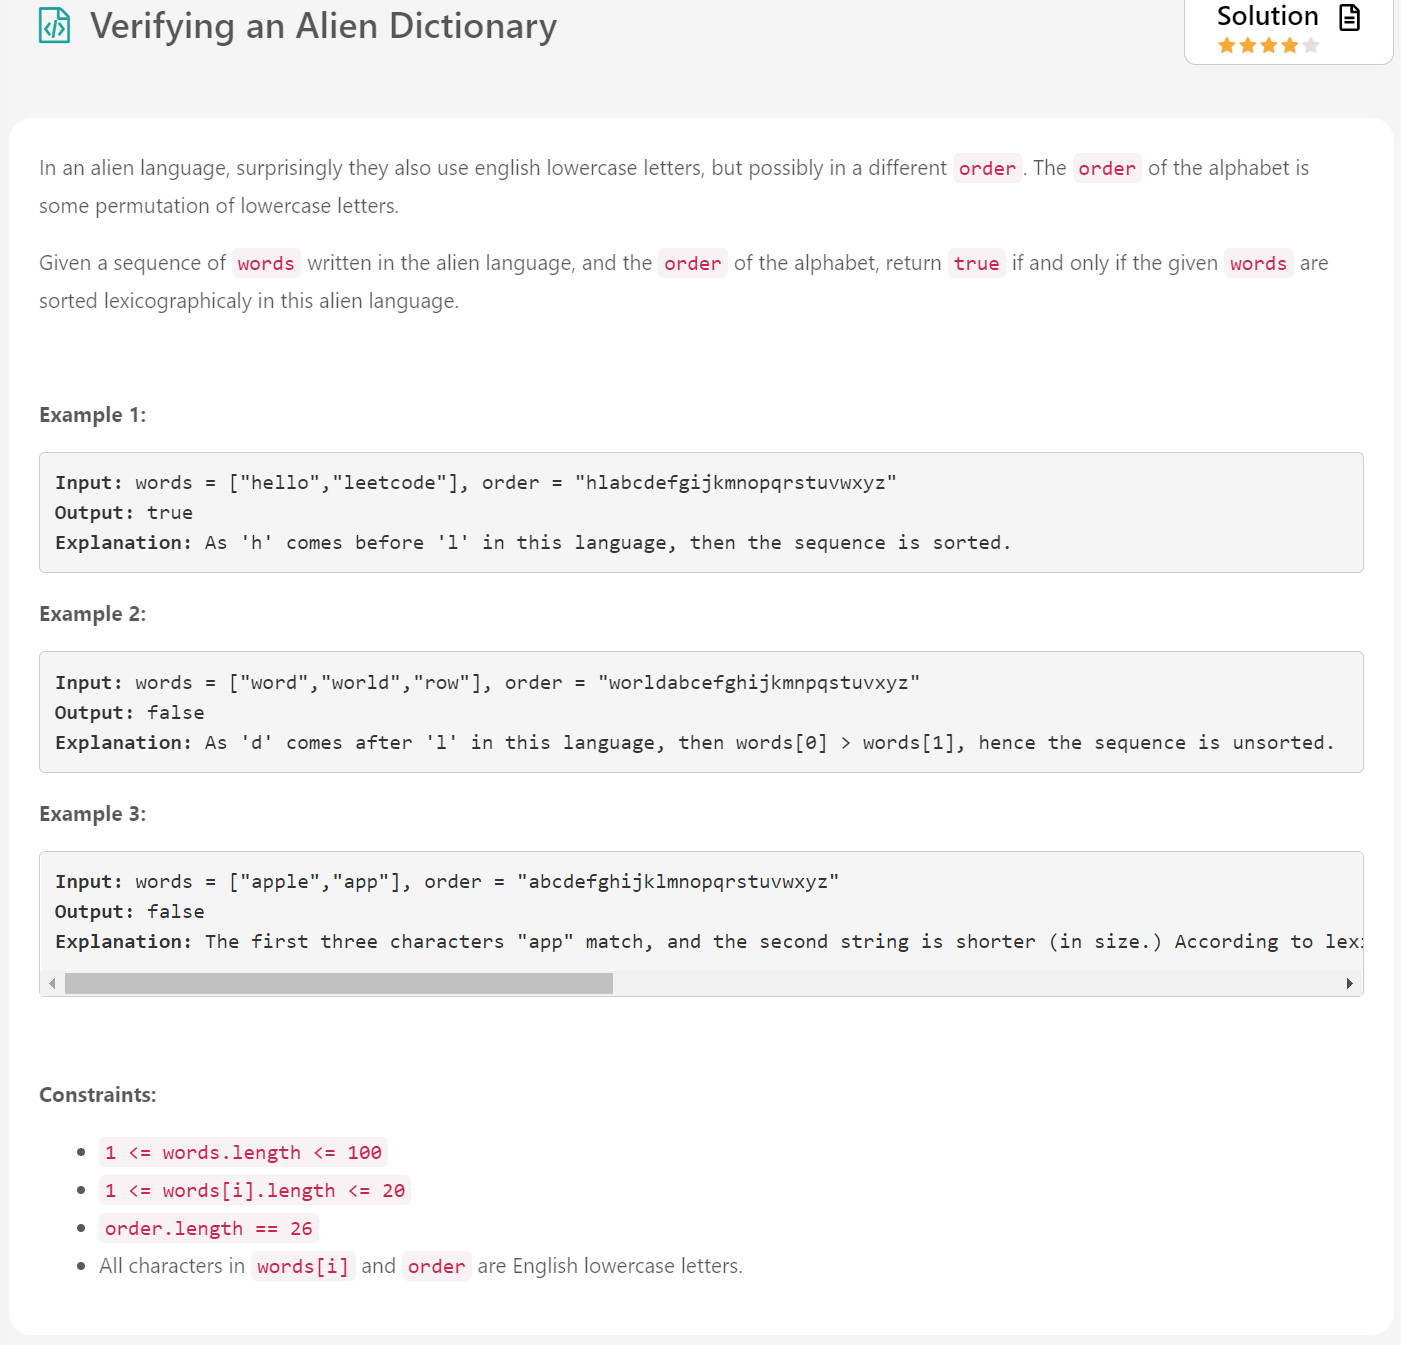 Verifying an Alien Dictionary
Solution
In an alien language, surprisingly they also use english lowercase letters, but possibly in a different order. The order of the alphabet is
some permutation of lowercase letters.
Given a sequence of words written in the alien language, and the order of the alphabet, return true if and only if the given words are
sorted lexicographicaly in this alien language.
Example 1:
Input: words = ["hello","leetcode"], order = "hlabcdefgijkmnopqrstuvwxyz"
Output: true
Explanation: As 'h' comes before 'l' in this language, then the sequence is sorted.
Example 2:
Input: words = ["word","world","row"], order = "worldabcefghijkmnpqstuvxyz"
Output: false
Explanation: As 'd' comes after 'l' in this language, then words[0] > words[1], hence the sequence is unsorted.
Example 3:
Input: words = ["apple","app"], order = "abcdefghijklmnopqrstuvwxyz"
Output: false
Explanation: The first three characters "app" match, and the second string is shorter (in size.) According to lex
Constraints:
1 <= words.length <= 100
1 <= words[i].length <= 20
order.length == 26
All characters in words[i] and order are English lowercase letters.